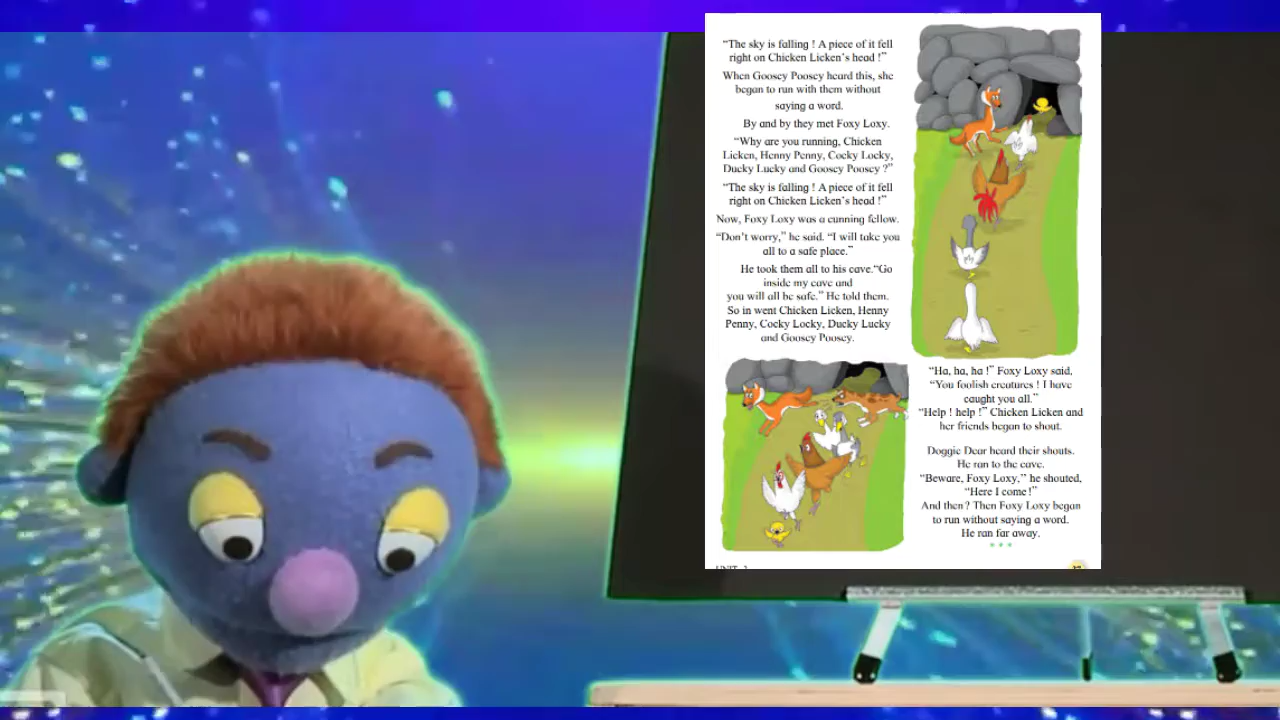 “The sky is falling ! A piece of it fell
right on Chicken Licken’s head !”
When Goosey Poosey heard this, she
began to run with them without
saying a word.
By and by they met Foxy Loxy.
“Why are you running, Chicken
Licken, Henny Penny, Cocky Locky,
Ducky Lucky and Goosey Poosey ?”
“The sky is falling ! A piece of it fell
right on Chicken Licken’s head !”
Now, Foxy Loxy was a cunning fellow.
“Don’t worry,” he said. “I will take you
all to a safe place.”
He took them all to his cave.“Go
inside my cave and
you will all be safe.” He told them.
So in went Chicken Licken, Henny
Penny, Cocky Locky, Ducky Lucky
and Goosey Poosey.
“Ha, ha, ha !” Foxy Loxy said,
“You foolish creatures ! I have
caught you all.”
“Help ! help !” Chicken Licken and
her friends began to shout.
Doggie Dear heard their shouts.
He ran to the cave.
“Beware, Foxy Loxy,” he shouted,
“Here I come !”
And then ? Then Foxy Loxy began
to run without saying a word.
He ran far away.